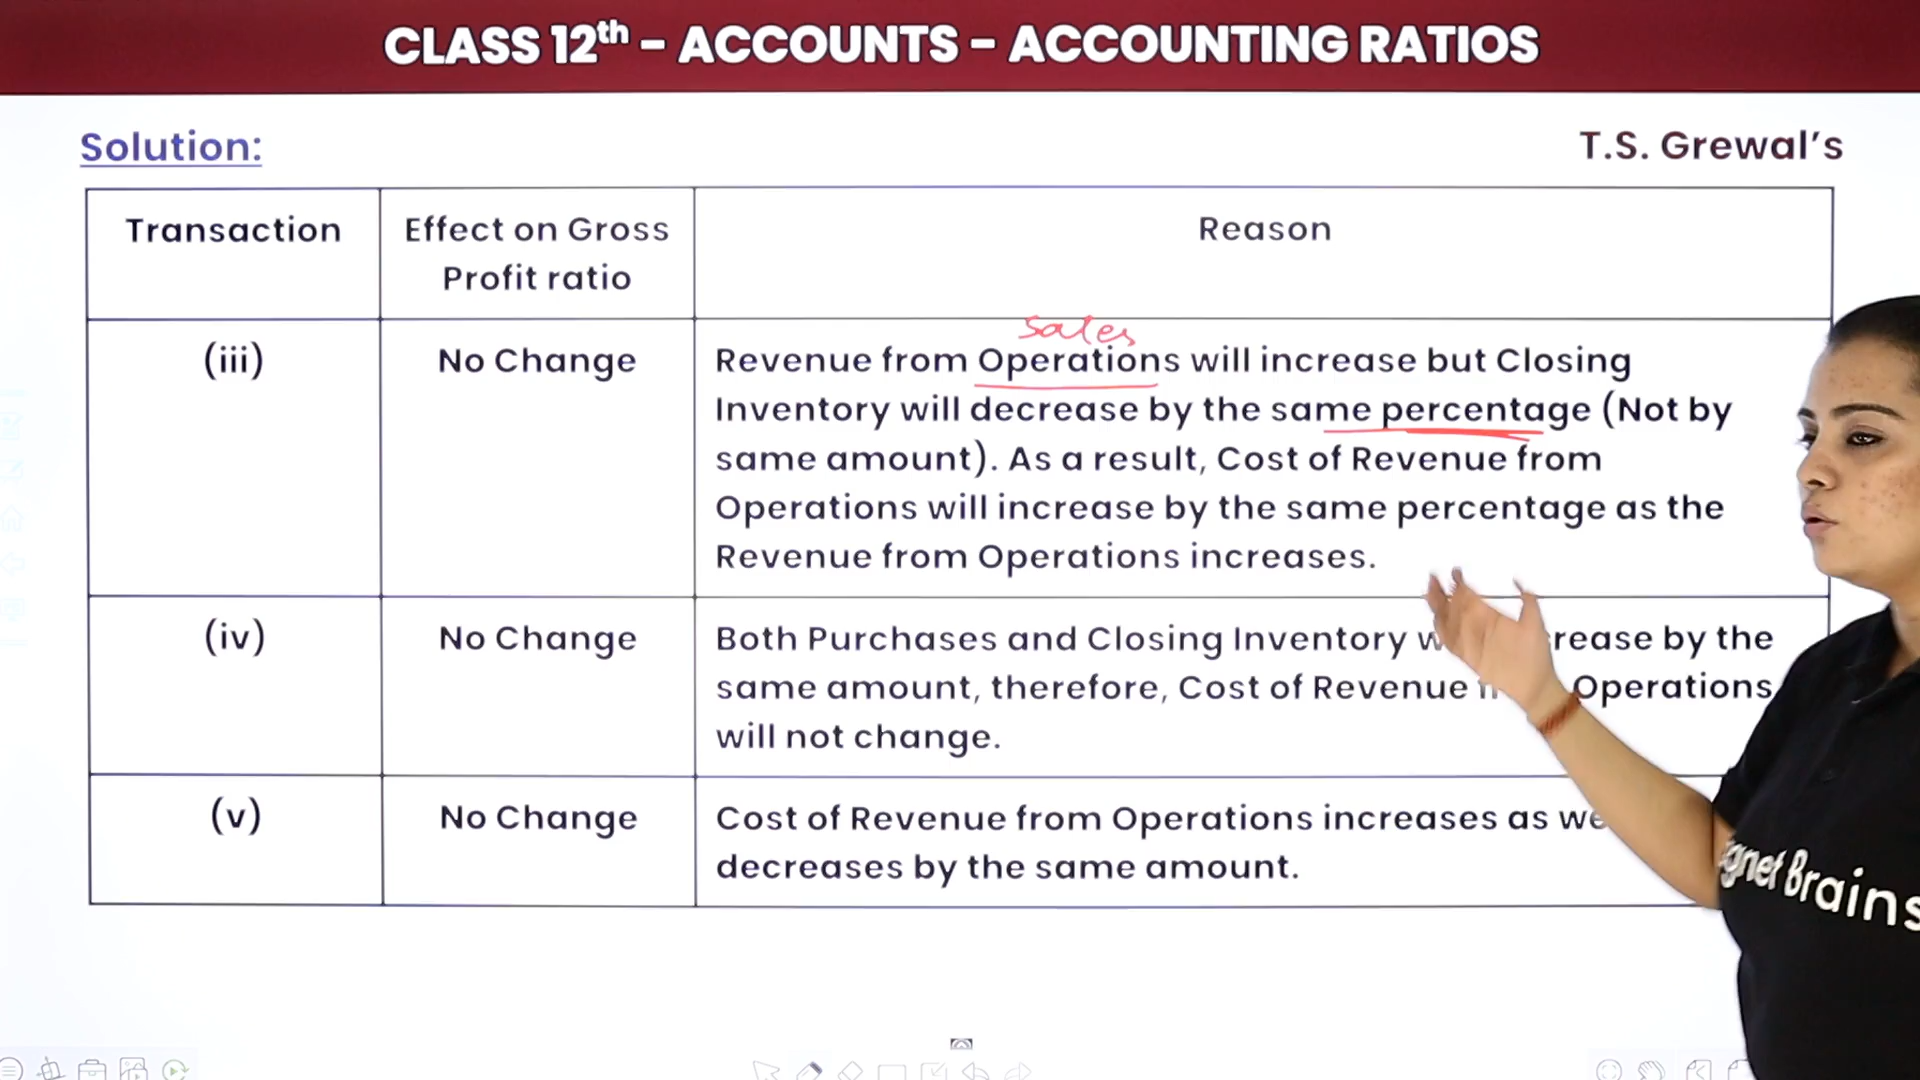 CLASS 12th – ACCOUNTS – ACCOUNTING RATIOS
Solution:
T.S. Grewal's
Transaction
Effect on Gross
Profit ratio
Reason
(iii)
No Change
sales
Revenue from Operations will increase but Closing
Inventory will decrease by the same percentage (Not by
same amount). As a result, Cost of Revenue from
Operations will increase by the same percentage as the
Revenue from Operations increases.
(iv)
No Change
Both Purchases and Closing Inventory by the
same amount, therefore, Cost of Revenue Operations
will not change.
(v)
No Change
Cost of Revenue from Operations increases as
decreases by the same amount.
Brains